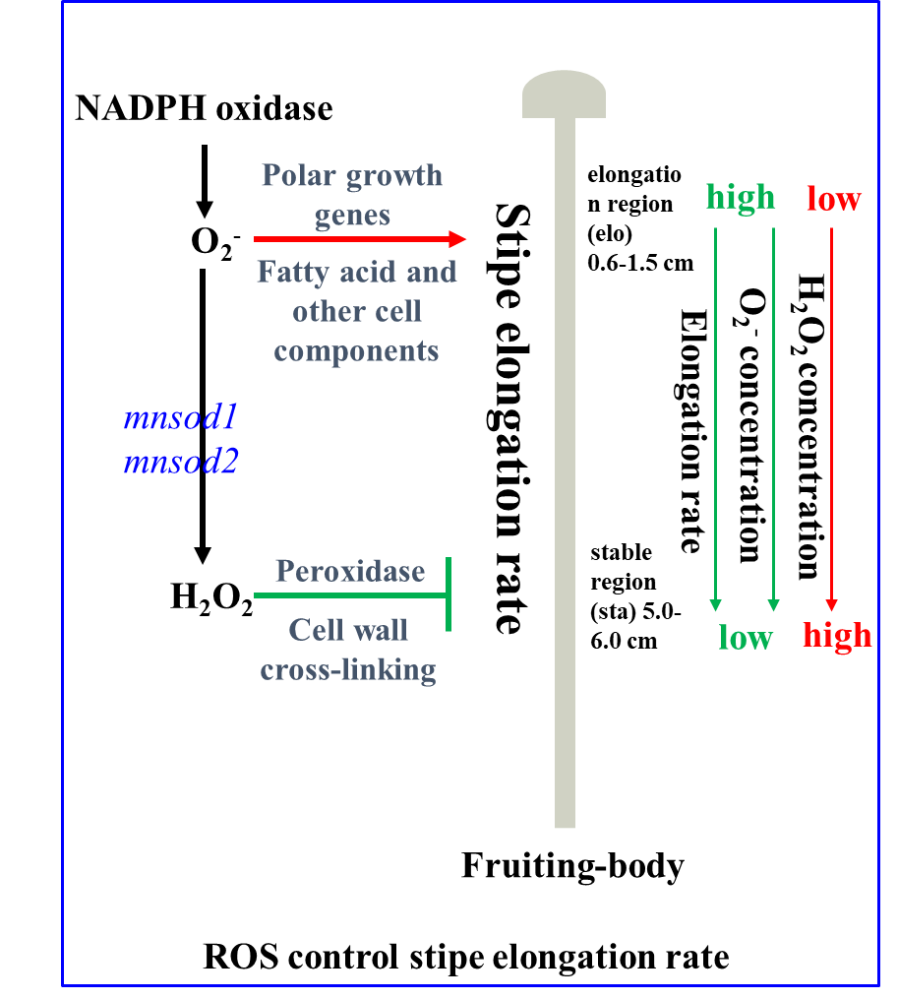 NADPH oxidase
Polar growth
genes
O₂⁻
Fatty acid and
other cell
components
mnsod1
mnsod2
H₂O₂
Peroxidase
Cell wall
cross-linking
Stipe elongation rate
elongatio
n region
(elo)
0.6-1.5 cm
stable
region
(sta) 5.0-
6.0 cm
high
low
Elongation rate
O₂⁻ concentration
H₂O₂ concentration
low
high
Fruiting-body
ROS control stipe elongation rate